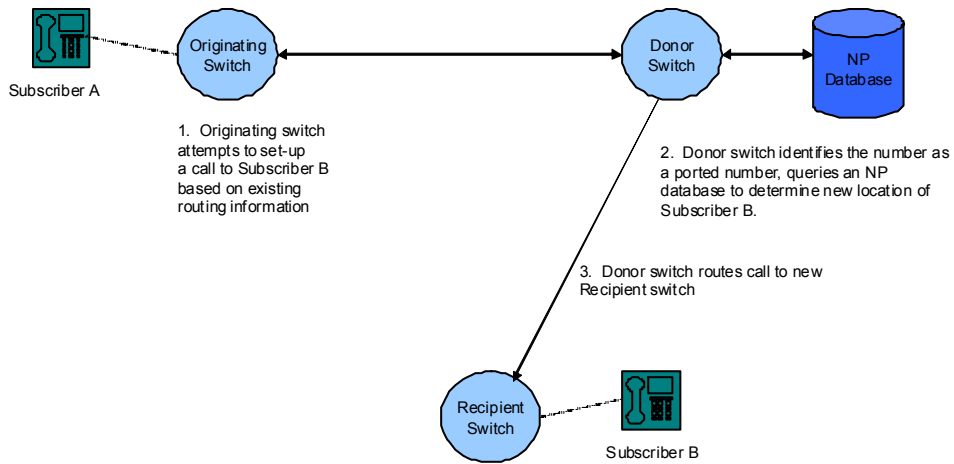 Originating
Switch
Donor
Switch
NP
Database
Subscriber A
1. Originating switch
attempts to set-up
a call to Subscriber B
based on existing
routing information
2. Donor switch identifies the number as
a ported number, queries an NP
database to determine new location of
Subscriber B.
3. Donor switch routes call to new
Recipient switch
Recipient
Switch
Subscriber B